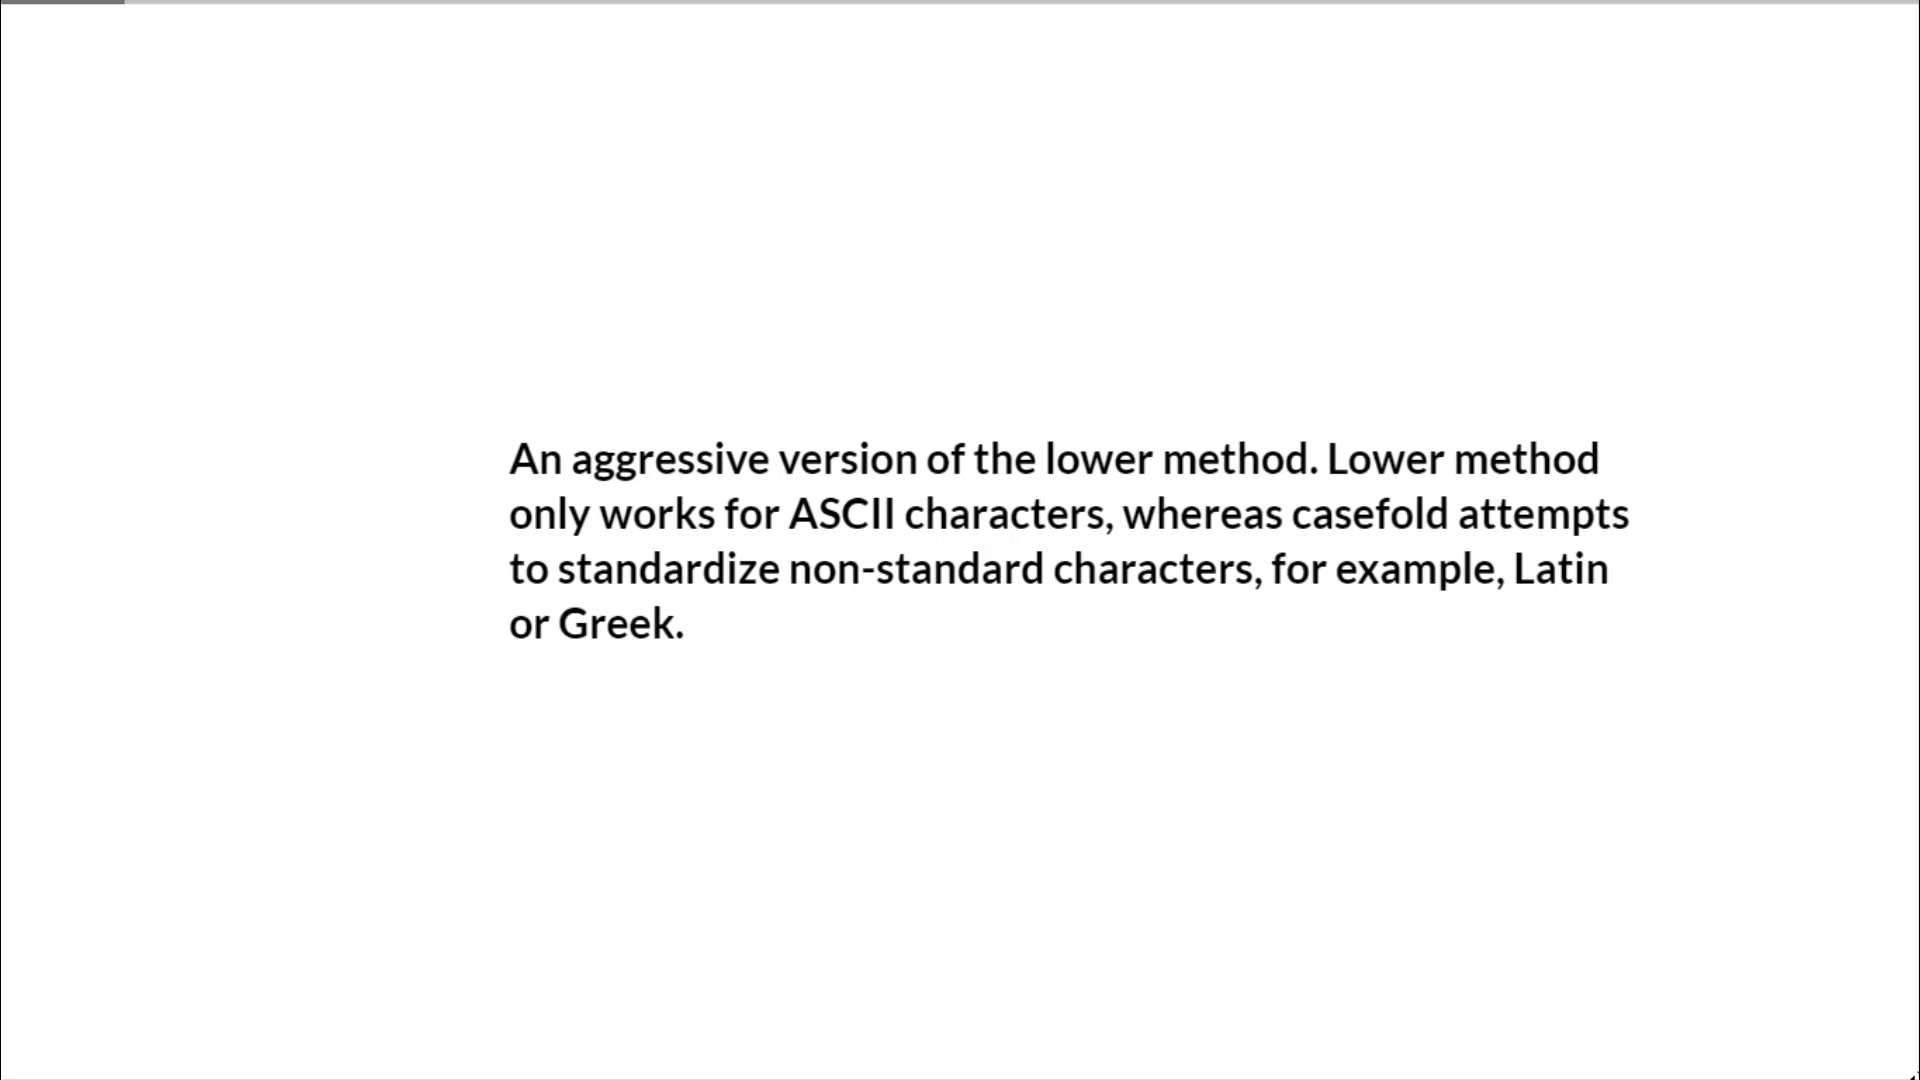 An aggressive version of the lower method. Lower method
only works for ASCII characters, whereas casefold attempts
to standardize non-standard characters, for example, Latin
or Greek.